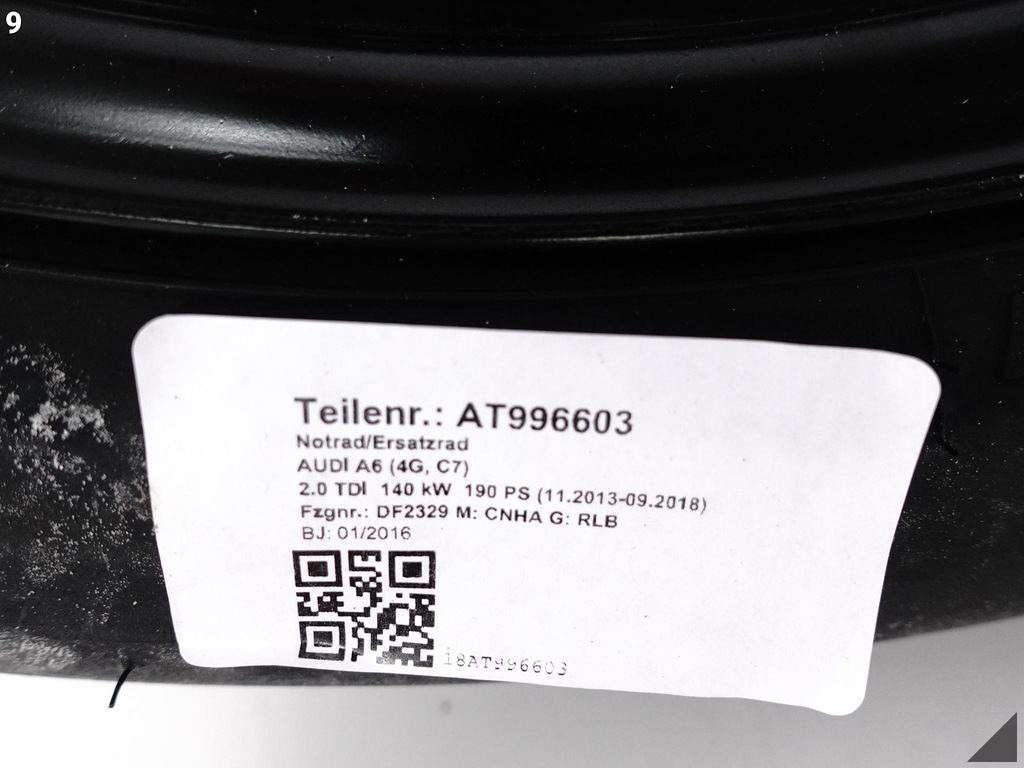 9
Teilenr.: AT996603
Notrad/Ersatzrad
AUDI A6 (4G, C7)
2.0 TDI 140 kW 190 PS (11.2013-09.2018)
Fzgnr.: DF2329 M: CNHA G: RLB
BJ: 01/2016
18AT996603